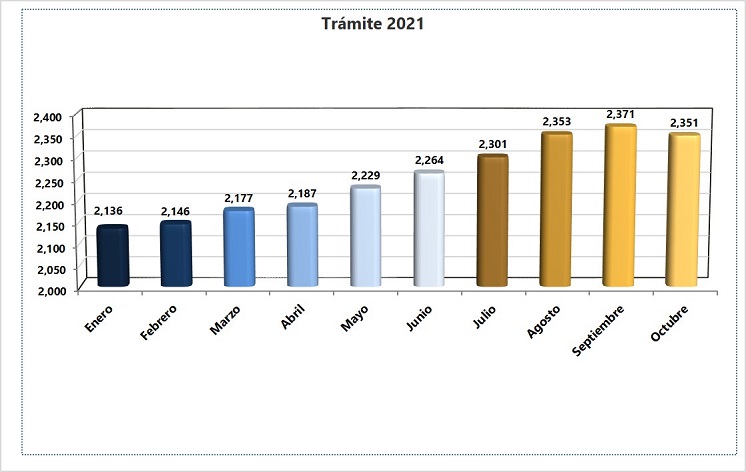 Trámite 2021
2,400
2,350
2,300
2,250
2,200
2,150
2,100
2,050
2,000
2,136
2,146
2,177
2,187
2,229
2,264
2,301
2,353
2,371
2,351
Enero
Febrero
Marzo
Abril
Mayo
Junio
Julio
Agosto
Septiembre
Octubre